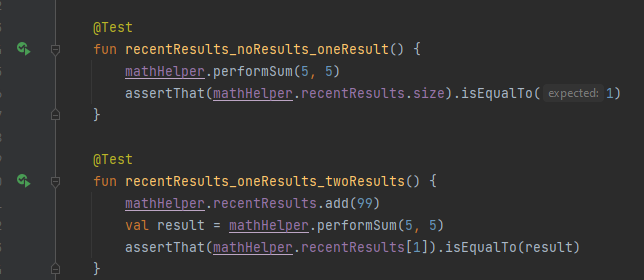 @Test
fun recentResults_noResults_oneResult() {
mathHelper.performSum(5, 5)
assertThat(mathHelper.recentResults.size).isEqualTo( expected: 1)
}
@Test
fun recentResults_oneResults_twoResults() {
mathHelper.recentResults.add(99)
val result = mathHelper.performSum(5, 5)
assertThat(mathHelper.recentResults[1]).isEqualTo(result)
}